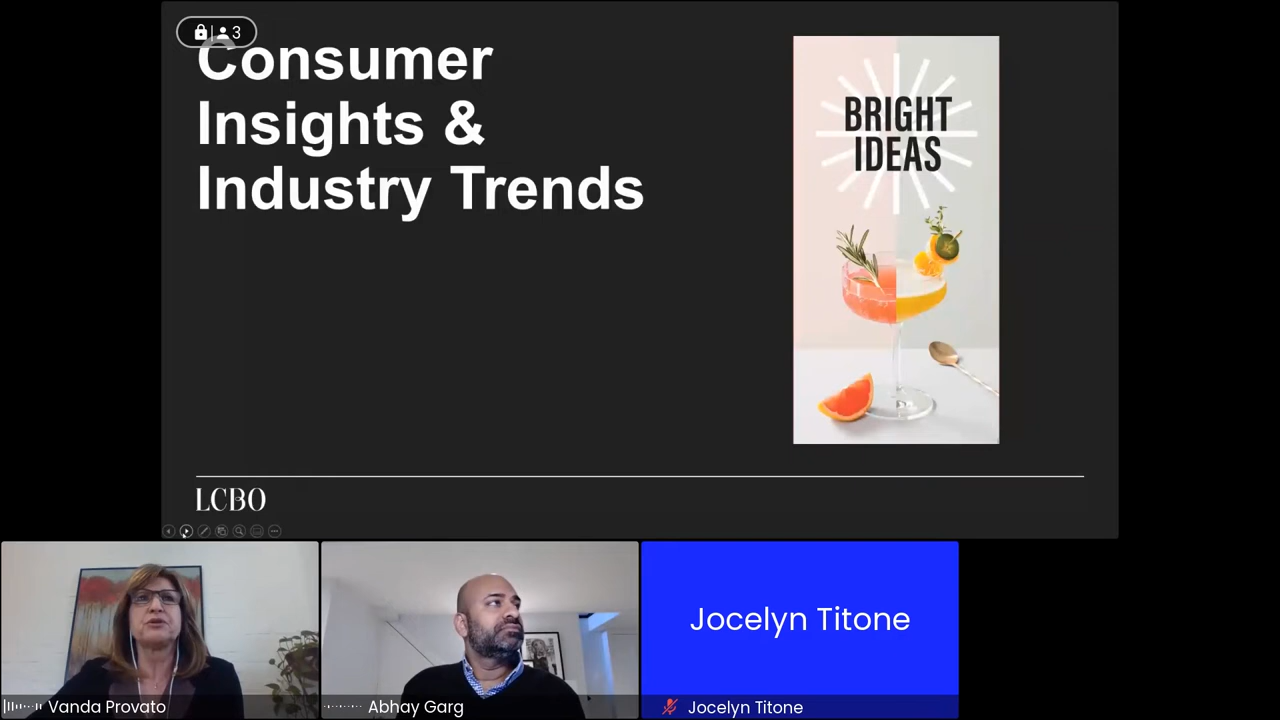 3
Consumer
Insights &
Industry Trends
BRIGHT
IDEAS
LCBO
Jocelyn Titone
Vanda Provato
Abhay Garg
Jocelyn Titone